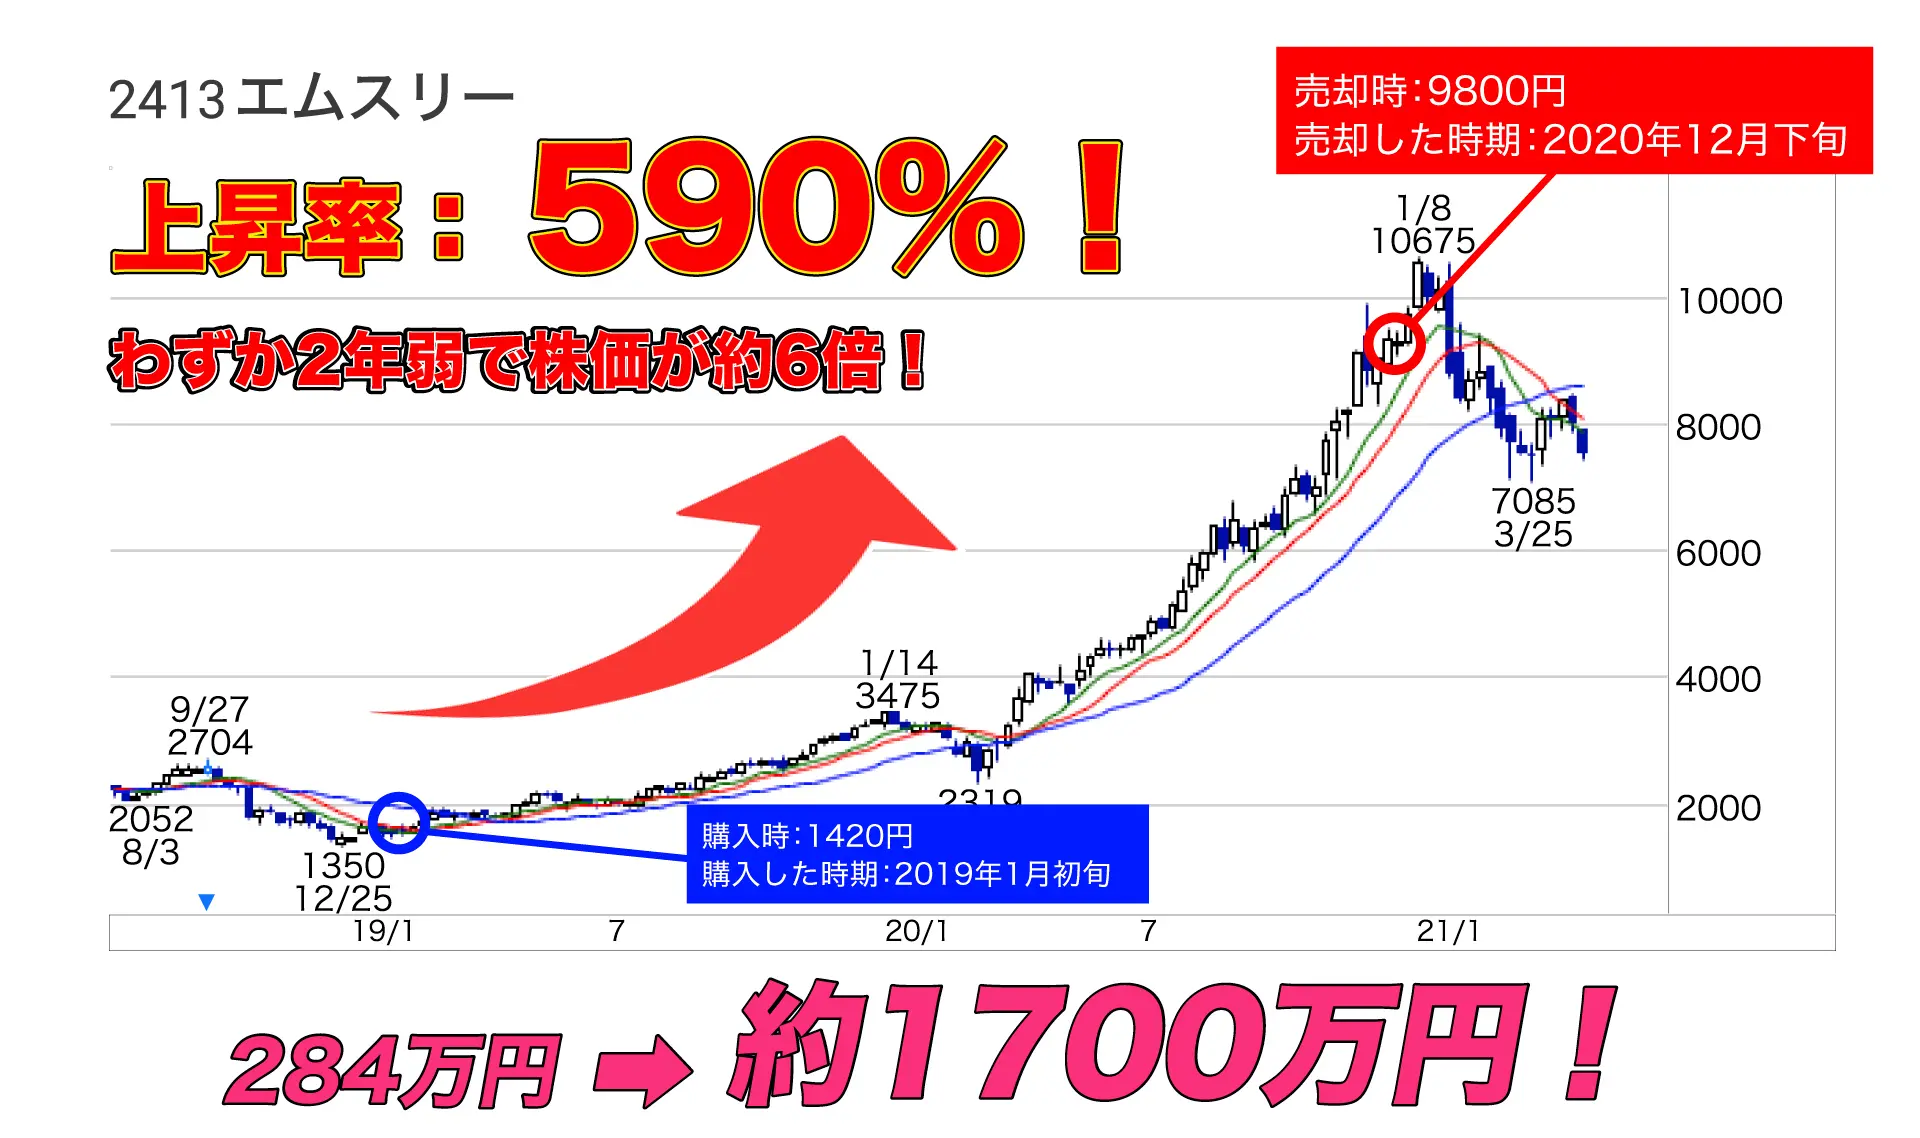 2413エムスリー
上昇率：590%！
わずか2年弱で株価が約6倍！
売却時：9800円
売却した時期：2020年12月下旬
1/8
10675
10000
8000
7085
3/25
6000
1/14
3475
4000
9/27
2704
2319
2000
2052
8/3
1350
12/25
購入時：1420円
購入した時期：2019年1月初旬
19/1 7 20/1 7 21/1
284万円 ➡ 約1700万円！